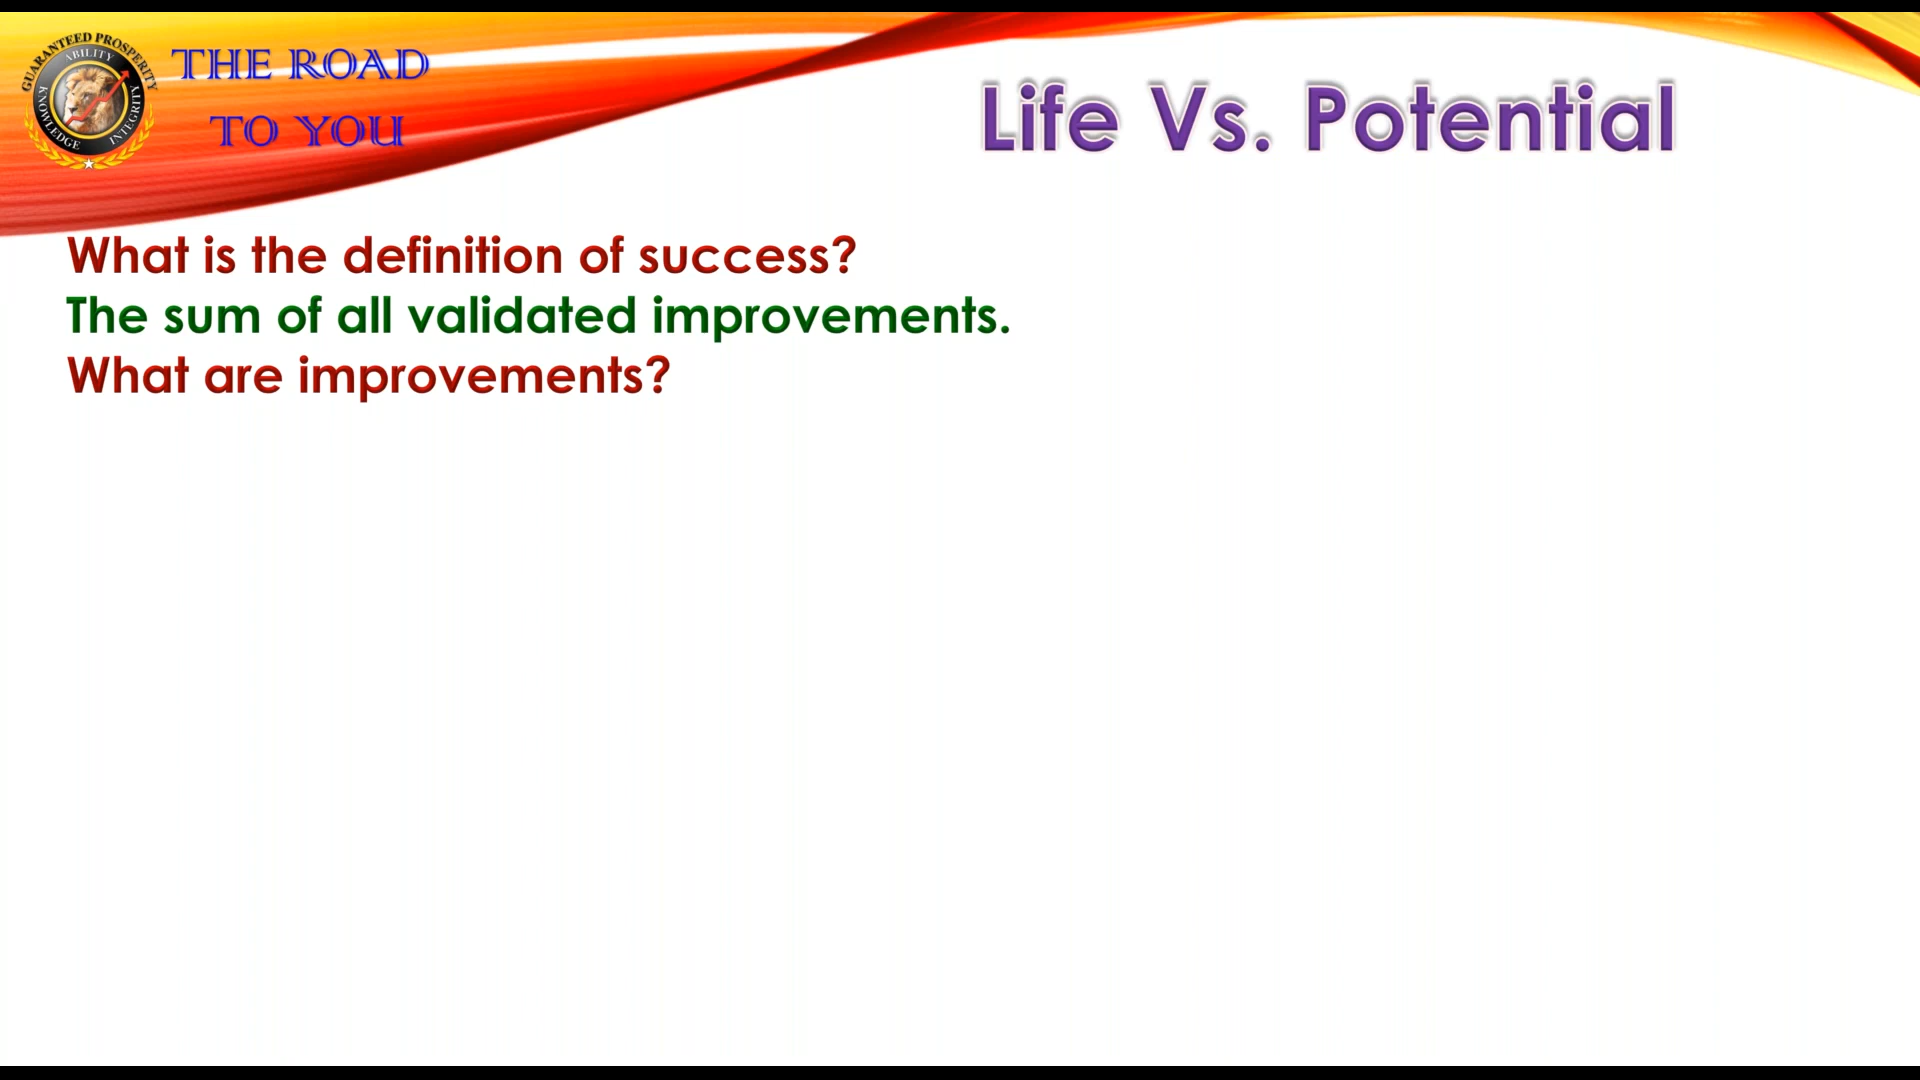 GUARANTEED PROSPERITY
ABILITY
KNOWLEDGE
INTEGRITY
THE ROAD
TO YOU
Life Vs. Potential
What is the definition of success?
The sum of all validated improvements.
What are improvements?